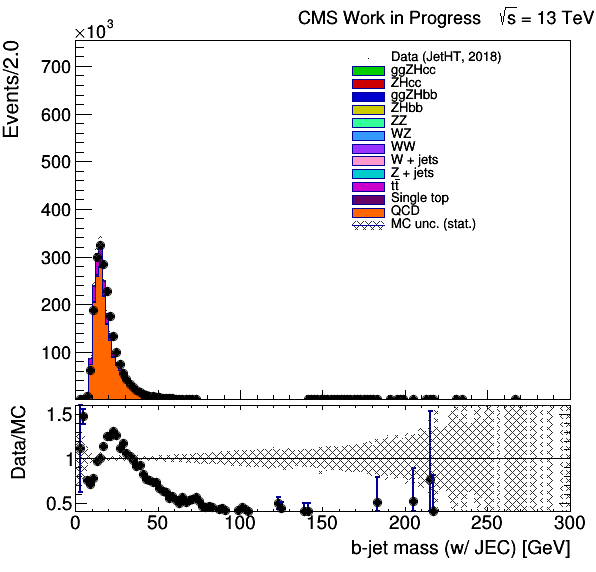 CMS Work in Progress √s = 13 TeV
×10³
Events/2.0
700
600
500
400
300
200
100
Data (JetHT, 2018)
ggZHcc
ZHcc
ggZHbb
ZHbb
ZZ
WZ
WW
W + jets
Z + jets
tt̄
Single top
QCD
MC unc. (stat.)
Data/MC
1.5
1
0.5
0 50 100 150 200 250 300
b-jet mass (w/ JEC) [GeV]